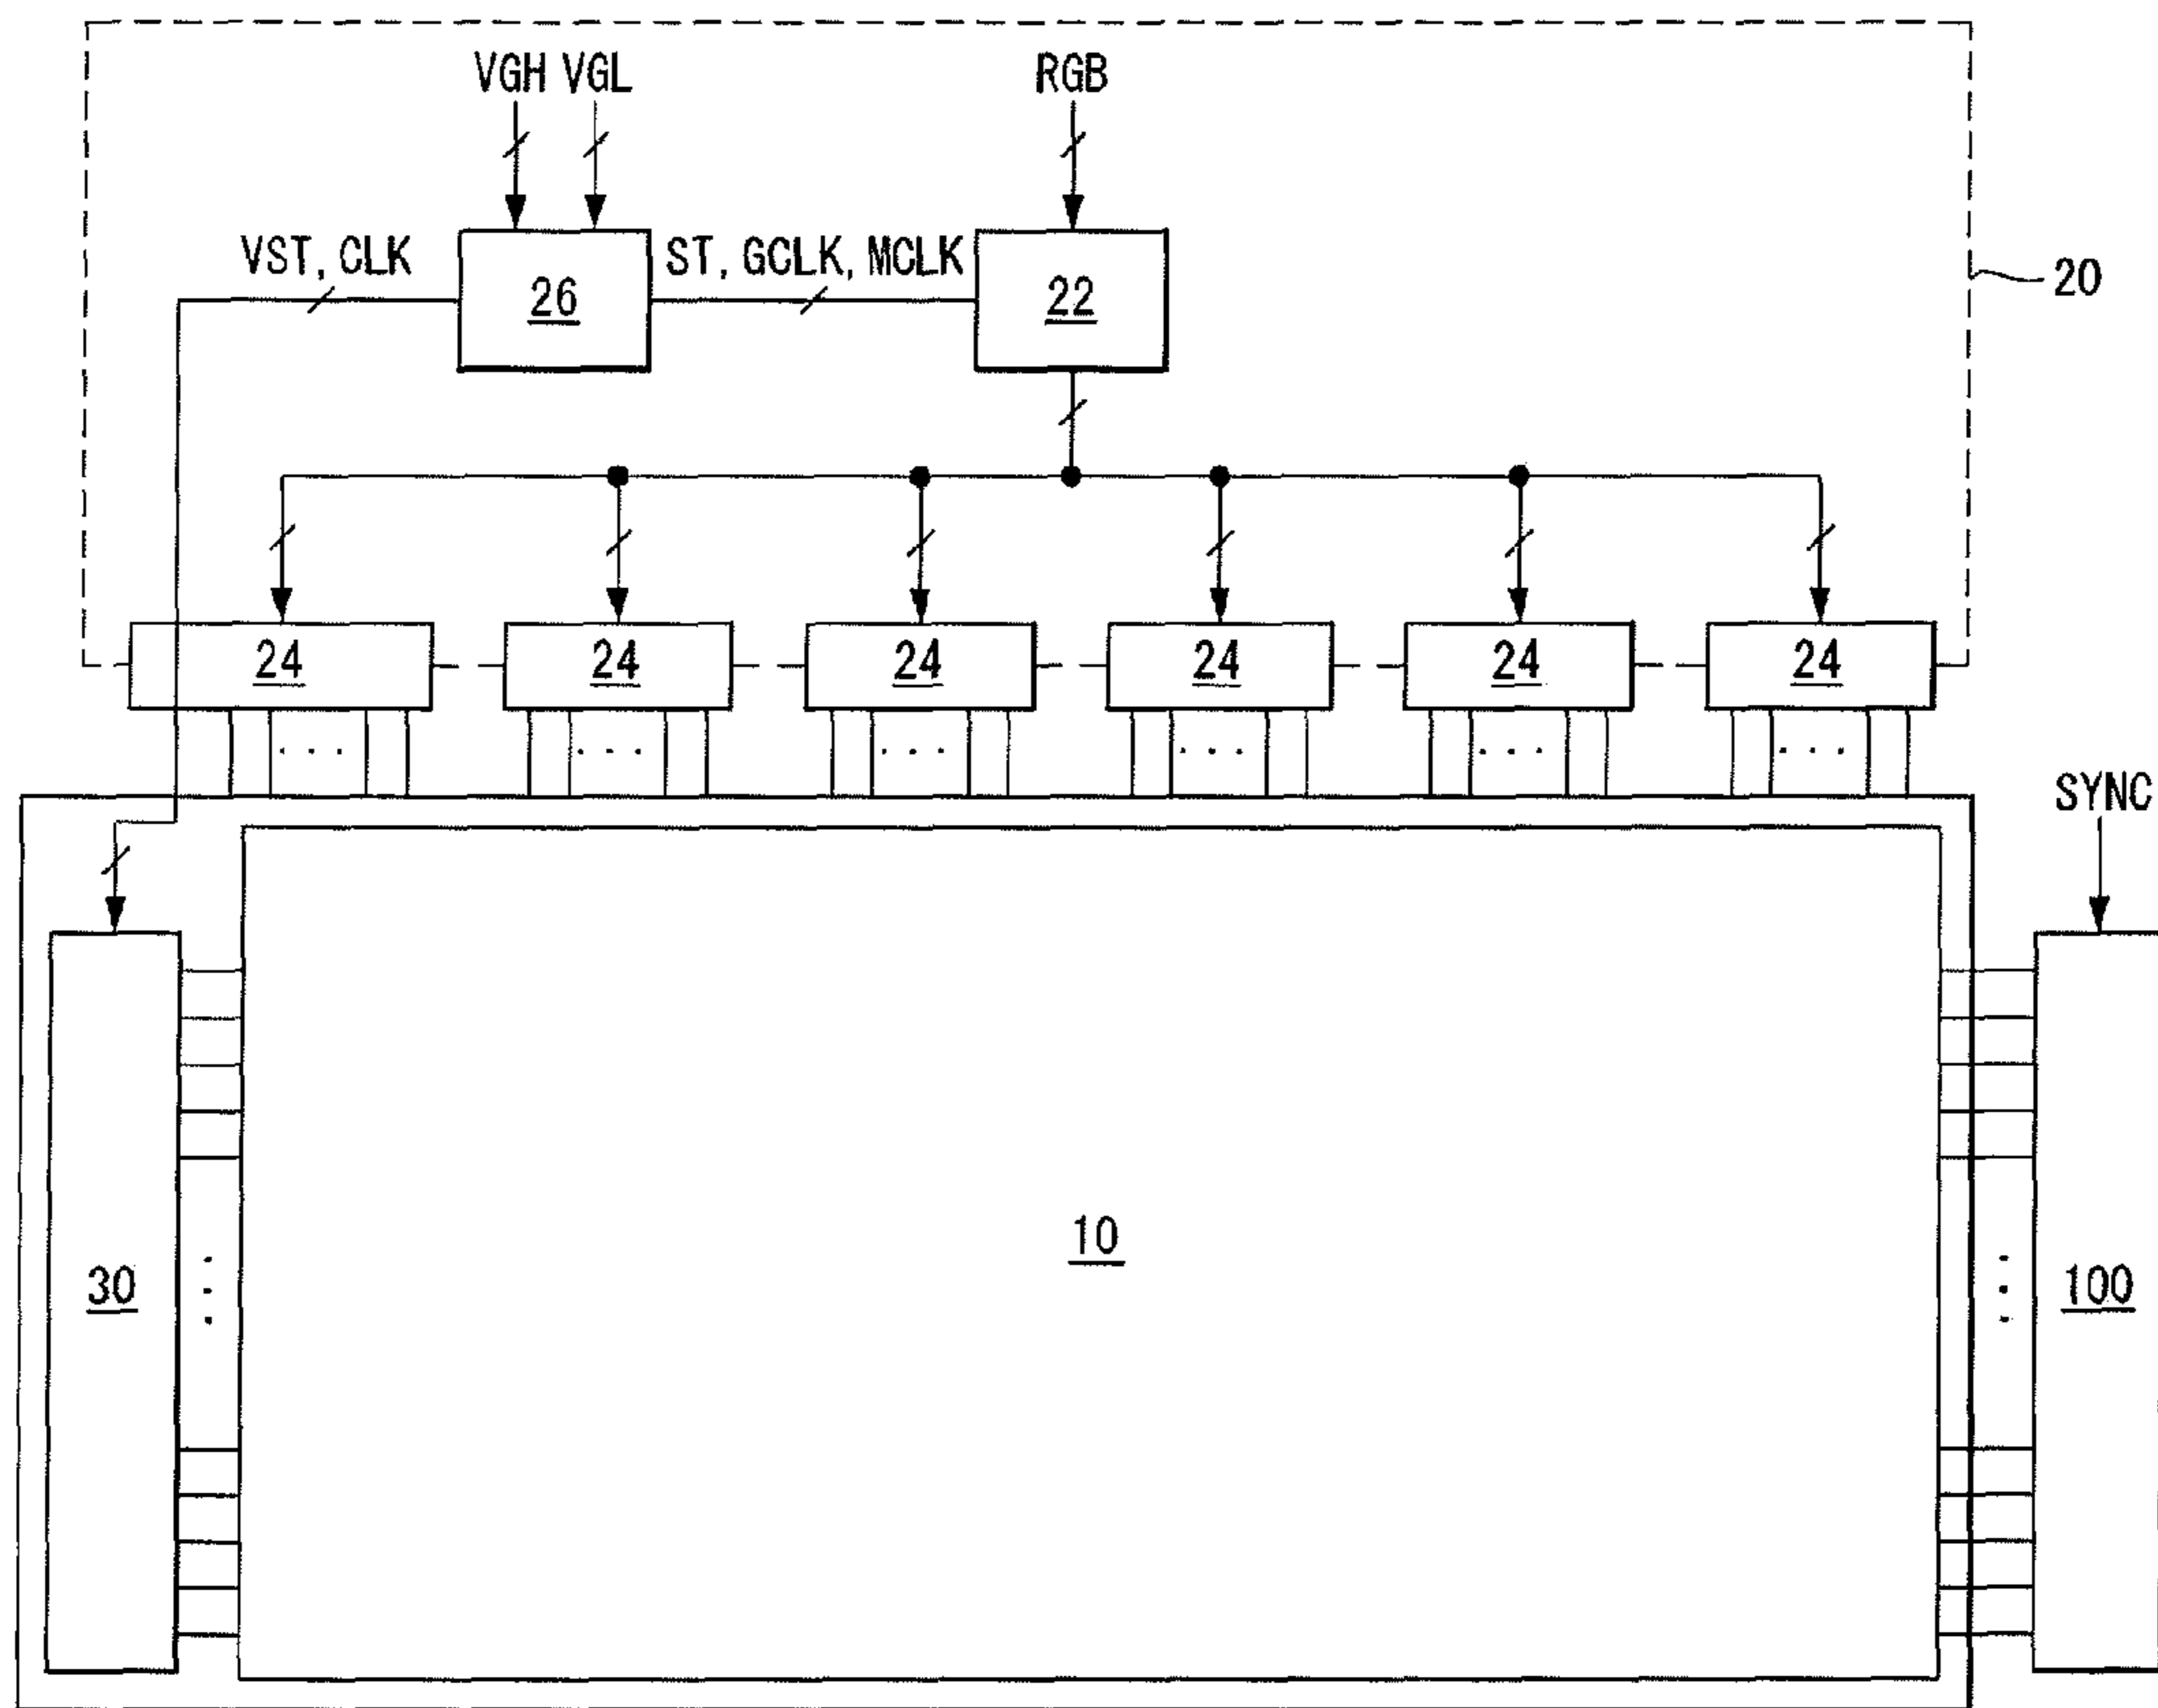 VGH VGL
RGB
VST, CLK
26
ST, GCLK, MCLK
22
20
24
24
24
24
24
24
SYNC
10
30
100